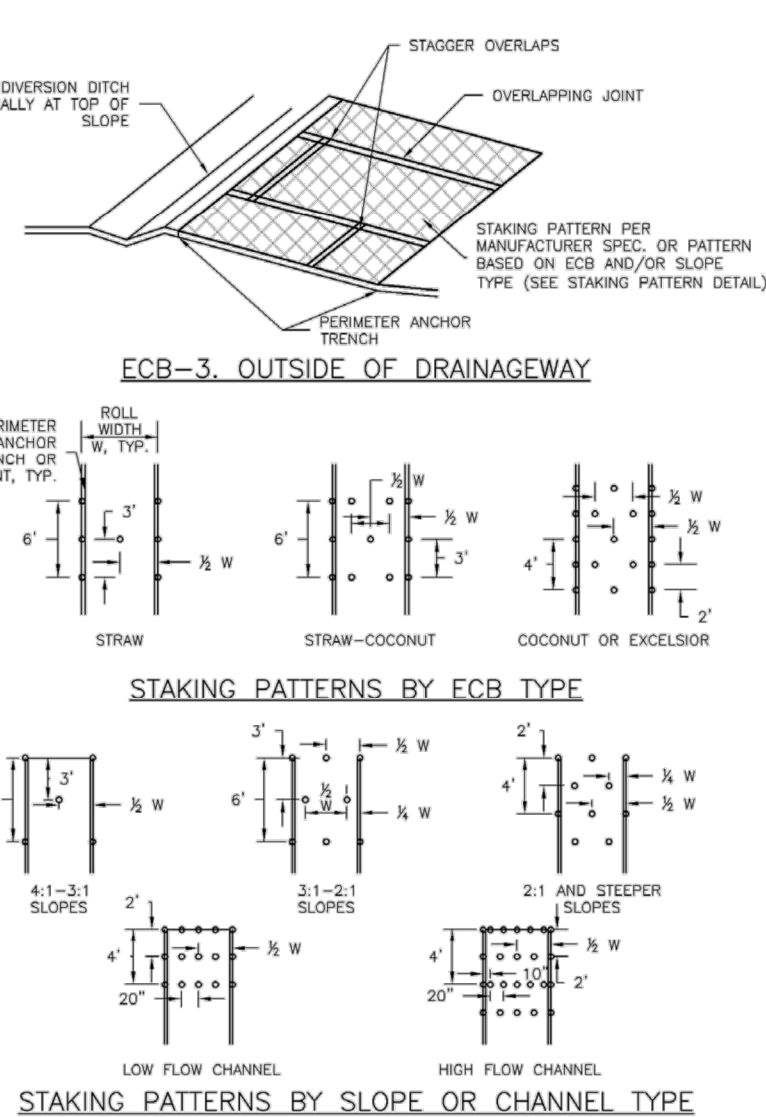 STAGGER OVERLAPS
DIVERSION DITCH
AT TOP OF
SLOPE
OVERLAPPING JOINT
STAKING PATTERN PER
MANUFACTURER SPEC. OR PATTERN
BASED ON ECB AND/OR SLOPE
TYPE (SEE STAKING PATTERN DETAIL)
PERIMETER ANCHOR
TRENCH
ECB-3. OUTSIDE OF DRAINAGEWAY
ANCHOR
OR
TYP.
ROLL
WIDTH
W, TYP.
6'
3'
½ W
STRAW
½ W
½ W
6'
3'
STRAW-COCONUT
½ W
½ W
4'
2'
COCONUT OR EXCELSIOR
STAKING PATTERNS BY ECB TYPE
3'
½ W
4:1-3:1
SLOPES
3'
½ W
6'
½
W
¼ W
3:1-2:1
SLOPES
2'
4'
¼ W
½ W
2:1 AND STEEPER
SLOPES
2'
4'
½ W
20"
LOW FLOW CHANNEL
4'
½ W
10"
2'
20"
HIGH FLOW CHANNEL
STAKING PATTERNS BY SLOPE OR CHANNEL TYPE